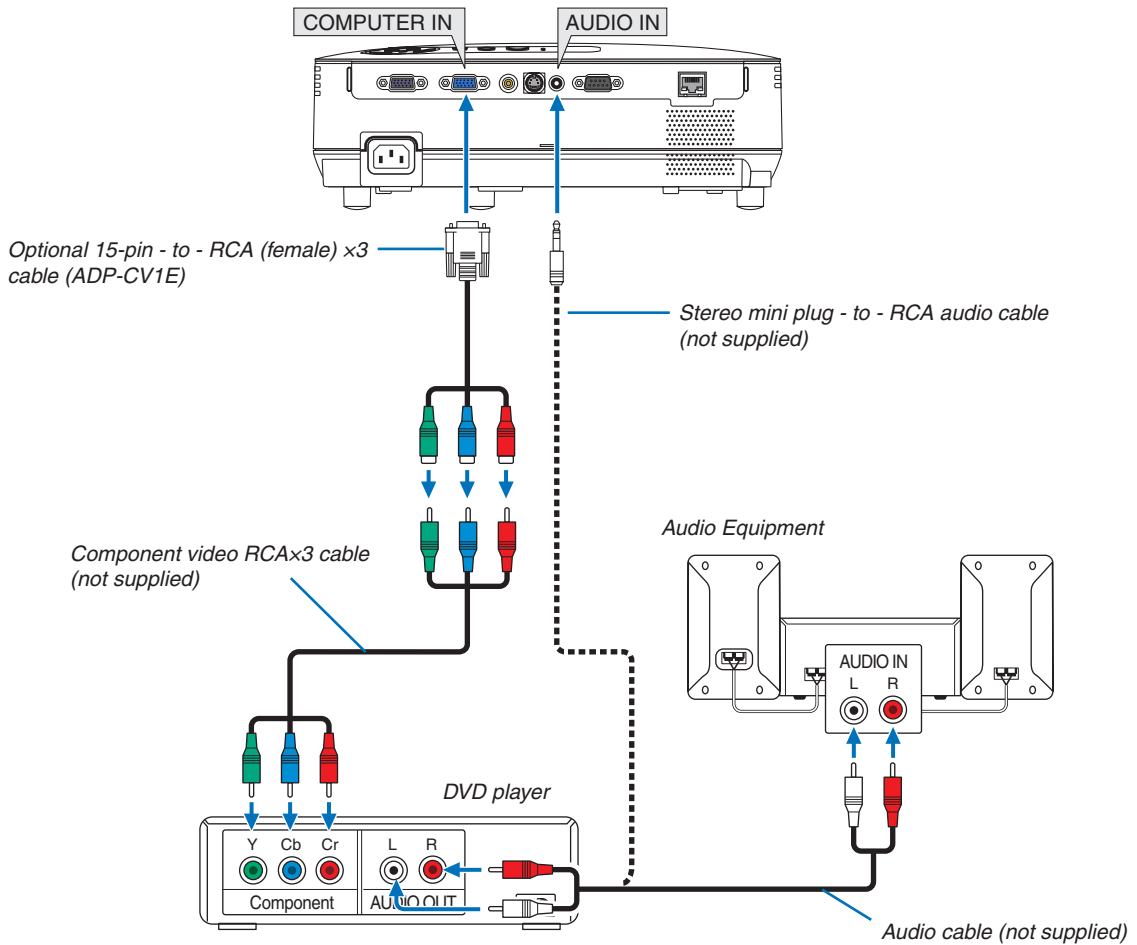 COMPUTER IN
AUDIO IN
Optional 15-pin - to - RCA (female) ×3
cable (ADP-CV1E)
Stereo mini plug - to - RCA audio cable
(not supplied)
Component video RCA×3 cable
(not supplied)
Audio Equipment
AUDIO IN
L R
DVD player
Y Cb Cr
L R
Component
AUDIO OUT
Audio cable (not supplied)